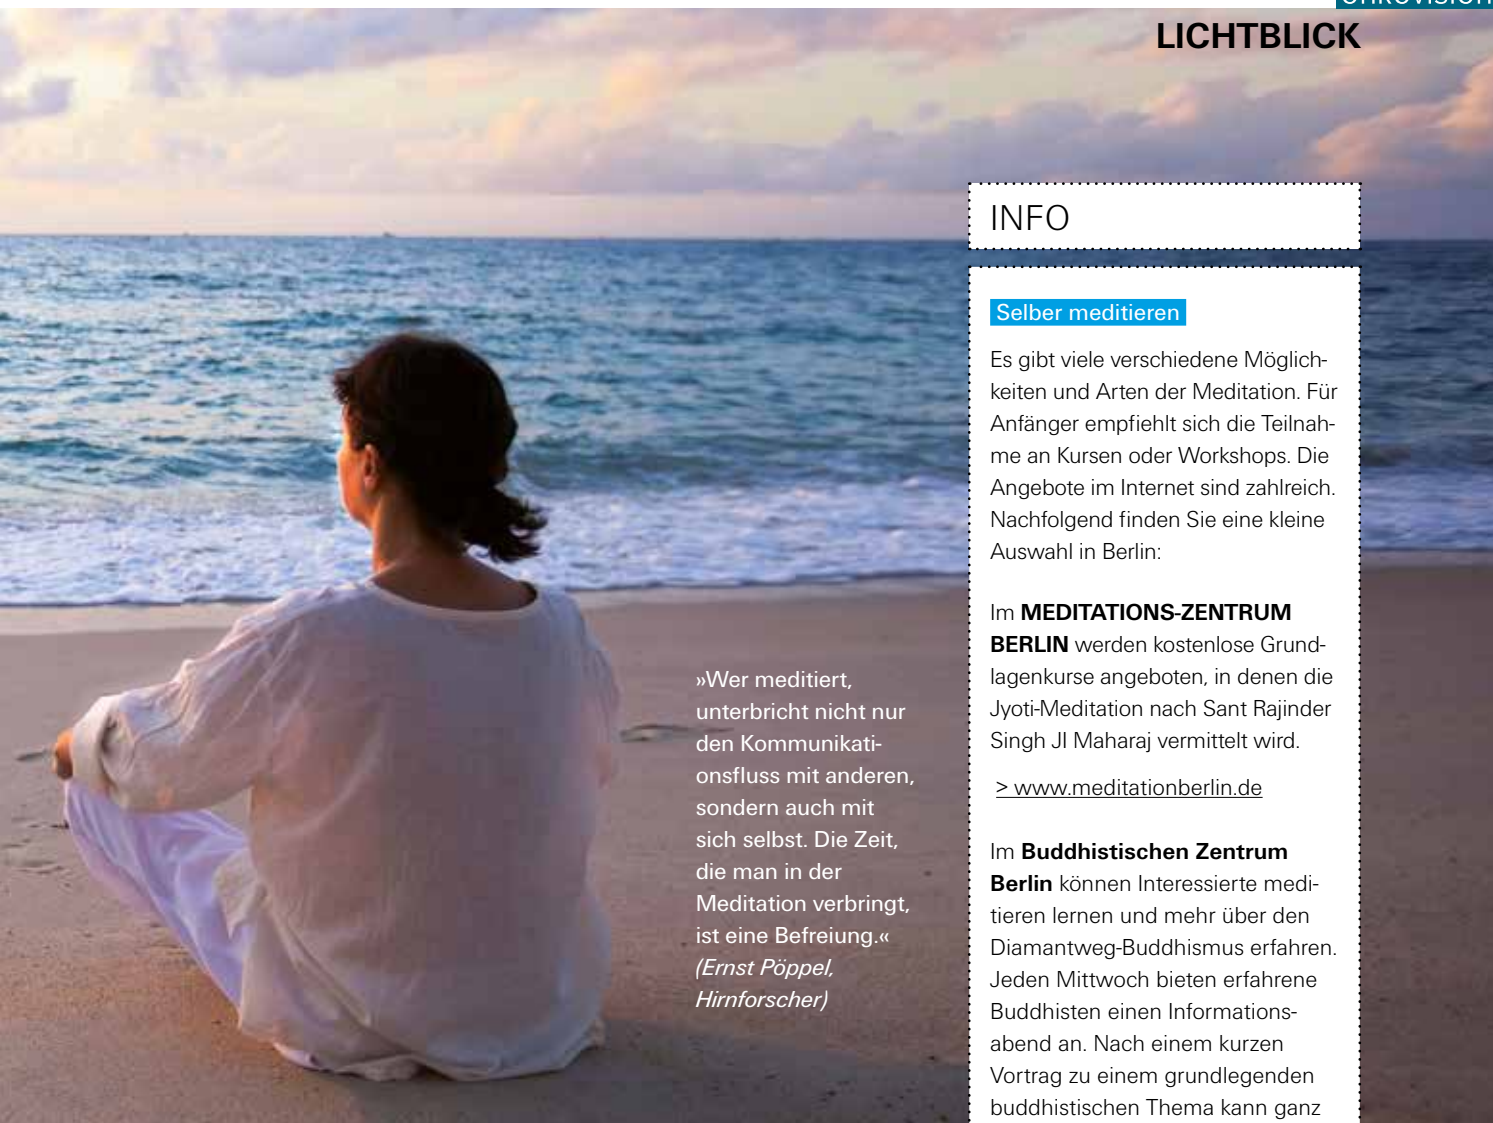 LICHTBLICK
INFO
Selber meditieren
Es gibt viele verschiedene Möglich-
keiten und Arten der Meditation. Für
Anfänger empfiehlt sich die Teilnah-
me an Kursen oder Workshops. Die
Angebote im Internet sind zahlreich.
Nachfolgend finden Sie eine kleine
Auswahl in Berlin:
Im MEDITATIONS-ZENTRUM
BERLIN werden kostenlose Grund-
lagenkurse angeboten, in denen die
Jyoti-Meditation nach Sant Rajinder
Singh JI Maharaj vermittelt wird.
> www.meditationberlin.de
Im Buddhistischen Zentrum
Berlin können Interessierte medi-
tieren lernen und mehr über den
Diamantweg-Buddhismus erfahren.
Jeden Mittwoch bieten erfahrene
Buddhisten einen Informations-
abend an. Nach einem kurzen
Vortrag zu einem grundlegenden
buddhistischen Thema kann ganz
»Wer meditiert,
unterbricht nicht nur
den Kommunikati-
onsfluss mit anderen,
sondern auch mit
sich selbst. Die Zeit,
die man in der
Meditation verbringt,
ist eine Befreiung.«
(Ernst Pöppel,
Hirnforscher)